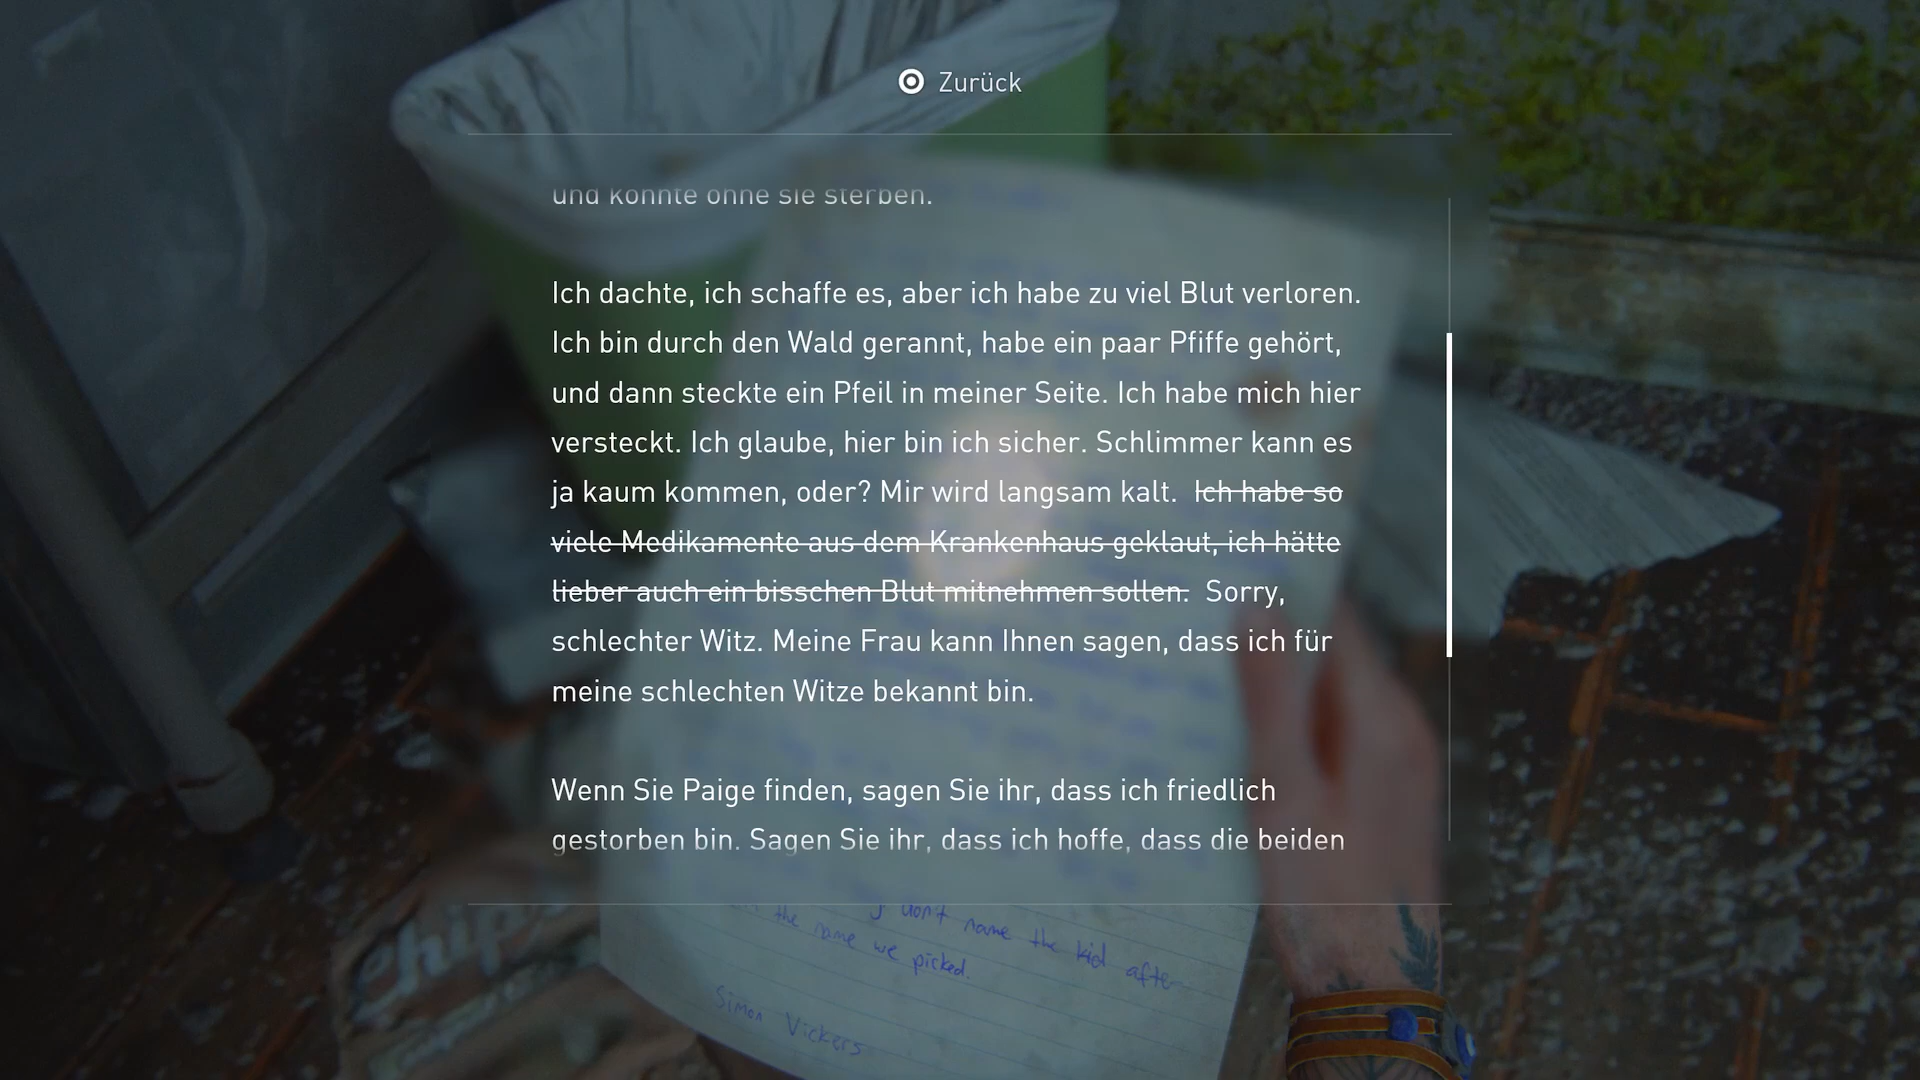 Zurück
und könnte ohne sie sterben.
Ich dachte, ich schaffe es, aber ich habe zu viel Blut verloren.
Ich bin durch den Wald gerannt, habe ein paar Pfiffe gehört,
und dann steckte ein Pfeil in meiner Seite. Ich habe mich hier
versteckt. Ich glaube, hier bin ich sicher. Schlimmer kann es
ja kaum kommen, oder? Mir wird langsam kalt. Ich habe so
viele Medikamente aus dem Krankenhaus geklaut, ich hätte
lieber auch ein bisschen Blut mitnehmen sollen. Sorry,
schlechter Witz. Meine Frau kann Ihnen sagen, dass ich für
meine schlechten Witze bekannt bin.
Wenn Sie Paige finden, sagen Sie ihr, dass ich friedlich
gestorben bin. Sagen Sie ihr, dass ich hoffe, dass die beiden
don't name the kid after
the name we picked.
Simon Vickers
chips